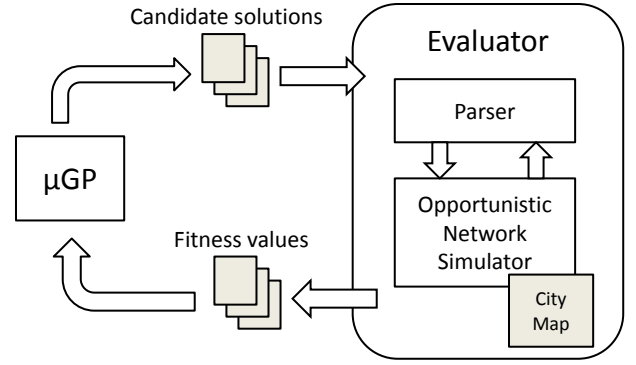 Candidate solutions
Evaluator
Parser
µGP
Opportunistic
Network
Simulator
Fitness values
City
Map